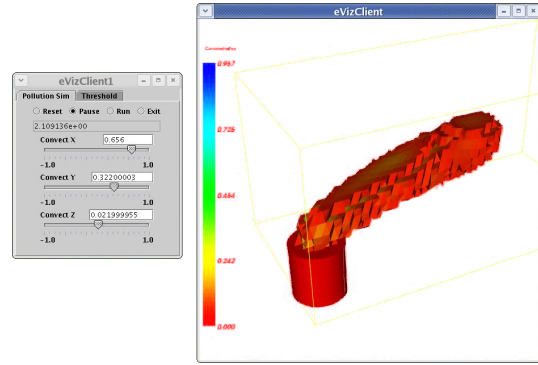 eVizClient1
Pollution Sim Threshold
Reset Pause Run Exit
2.109136e+00
Convect X 0.656
-1.0 1.0
Convect Y 0.32200003
-1.0 1.0
Convect Z 0.021999955
-1.0 1.0
eVizClient
Concentration
0.967
0.725
0.484
0.242
0.000